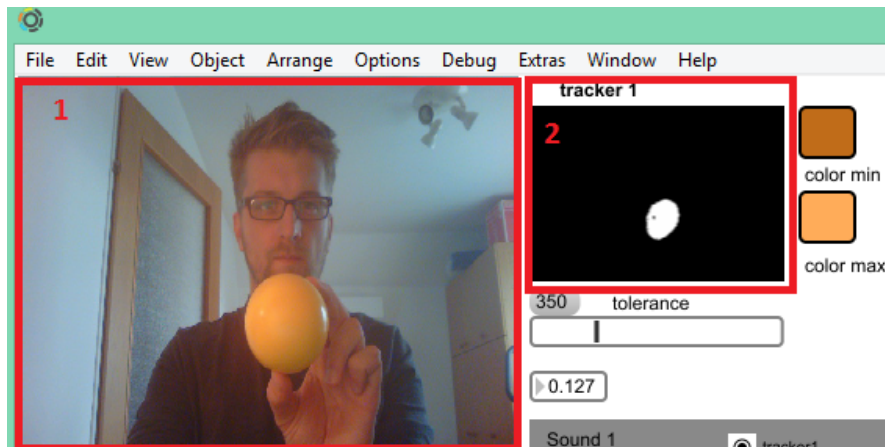 File Edit View Object Arrange Options Debug Extras Window Help
1
tracker 1
2
color min
color max
350 tolerance
0.127
Sound 1
tracker1